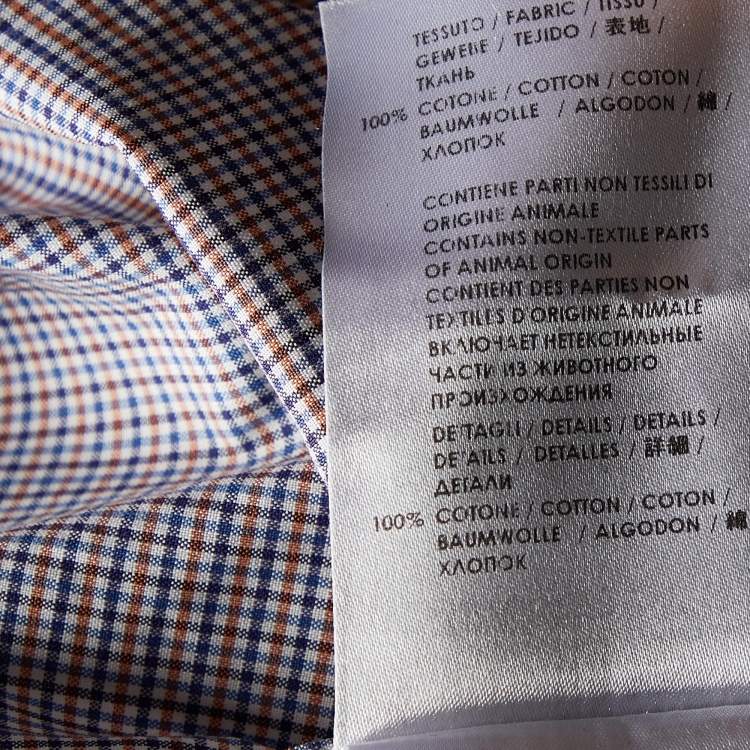 TESSUTO / FABRIC / TISSU /
GEWEBE / TEJIDO / 表地 /
ТКАНЬ
100% COTONE / COTTON / COTON /
BAUMWOLLE / ALGODON / 綿 /
ХЛОПОК
CONTIENE PARTI NON TESSILI DI
ORIGINE ANIMALE
CONTAINS NON-TEXTILE PARTS
OF ANIMAL ORIGIN
CONTIENT DES PARTIES NON
TEXTILES D'ORIGINE ANIMALE
ВКЛЮЧАЕТ НЕТЕКСТИЛЬНЫЕ
ЧАСТИ ИЗ ЖИВОТНОГО
ПРОИЗХОЖДЕНИЯ
DETTAGLI / DETAILS / DETAILS /
DETAILS / DETALLES / 詳細 /
ДЕТАЛИ
100% COTONE / COTTON / COTON /
BAUMWOLLE / ALGODON / 綿
ХЛОПОК